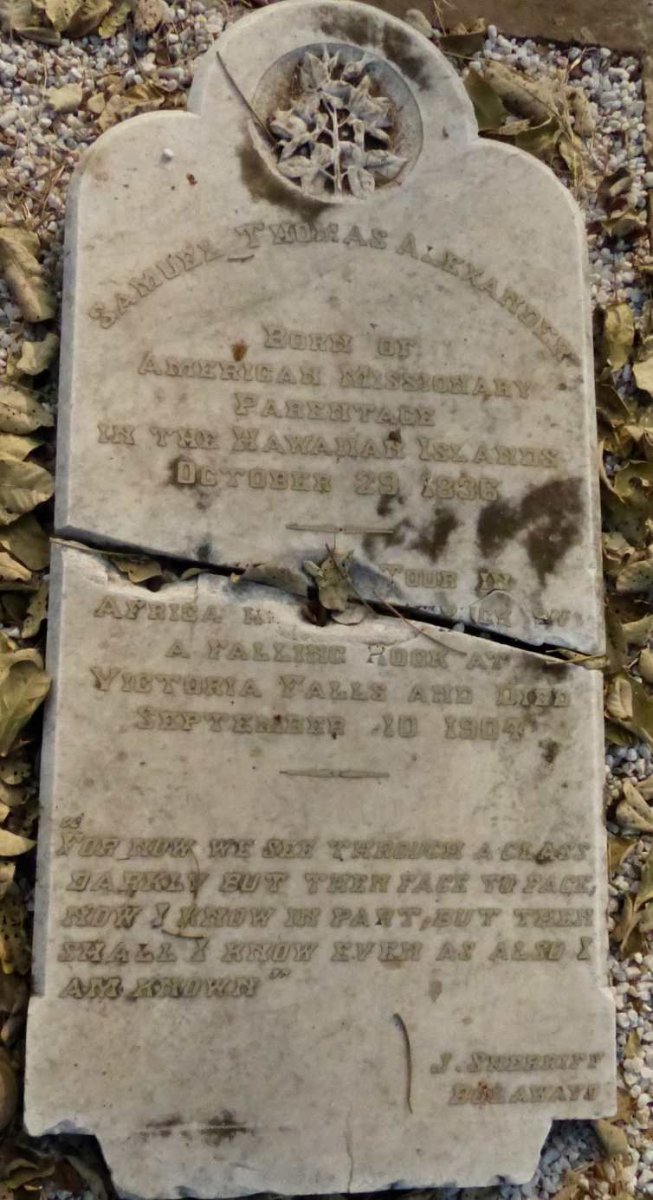 SAMUEL THOMAS ALEXANDER
BORN OF
AMERICAN MISSIONARY
PARENTAGE
IN THE HAWAIIAN ISLANDS
OCTOBER 29 1836
TOUR IN
AFRICA
A FALLING ROCK AT
VICTORIA FALLS AND DIED
SEPTEMBER 10 1904
"FOR NOW WE SEE THROUGH A GLASS
DARKLY BUT THEN FACE TO FACE,
NOW I KNOW IN PART, BUT THEN
SHALL I KNOW EVEN AS ALSO I
AM KNOWN"
J. SHERRIFF
BULAWAYO